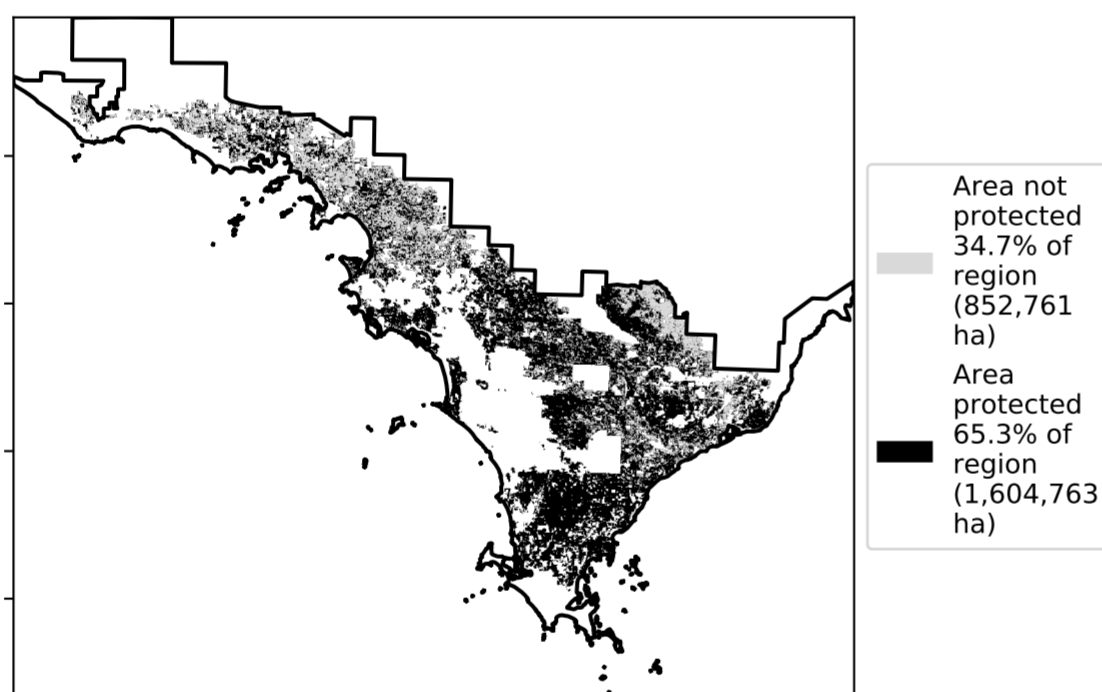 Area not
protected
34.7% of
region
(852,761
ha)
Area
protected
65.3% of
region
(1,604,763
ha)